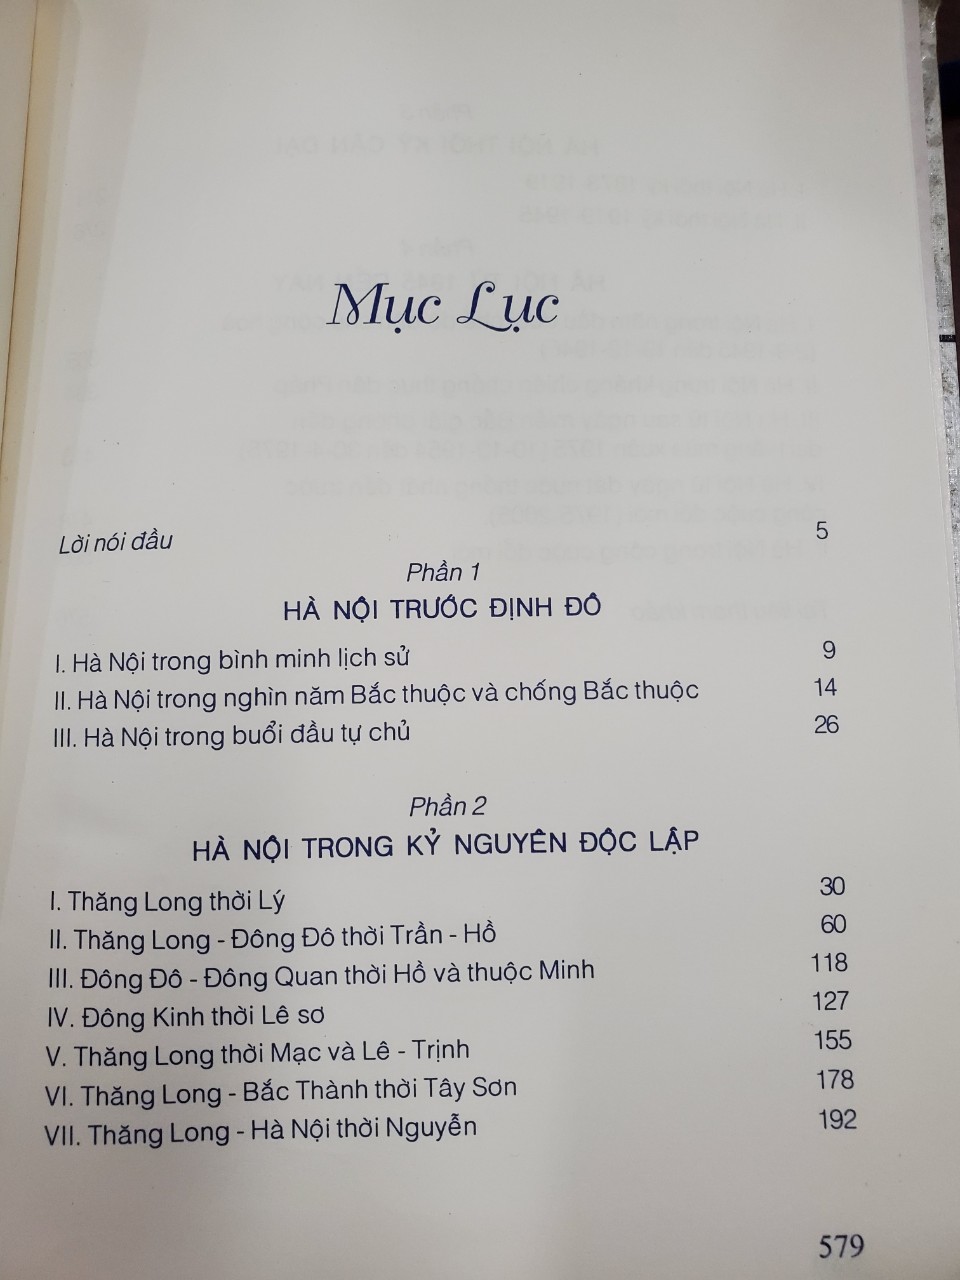 Mục Lục
Lời nói đầu 5
Phần 1
HÀ NỘI TRƯỚC ĐỊNH ĐÔ
I. Hà Nội trong bình minh lịch sử 9
II. Hà Nội trong nghìn năm Bắc thuộc và chống Bắc thuộc 14
III. Hà Nội trong buổi đầu tự chủ 26
Phần 2
HÀ NỘI TRONG KỶ NGUYÊN ĐỘC LẬP
I. Thăng Long thời Lý 30
II. Thăng Long - Đông Đô thời Trần - Hồ 60
III. Đông Đô - Đông Quan thời Hồ và thuộc Minh 118
IV. Đông Kinh thời Lê sơ 127
V. Thăng Long thời Mạc và Lê - Trịnh 155
VI. Thăng Long - Bắc Thành thời Tây Sơn 178
VII. Thăng Long - Hà Nội thời Nguyễn 192
579